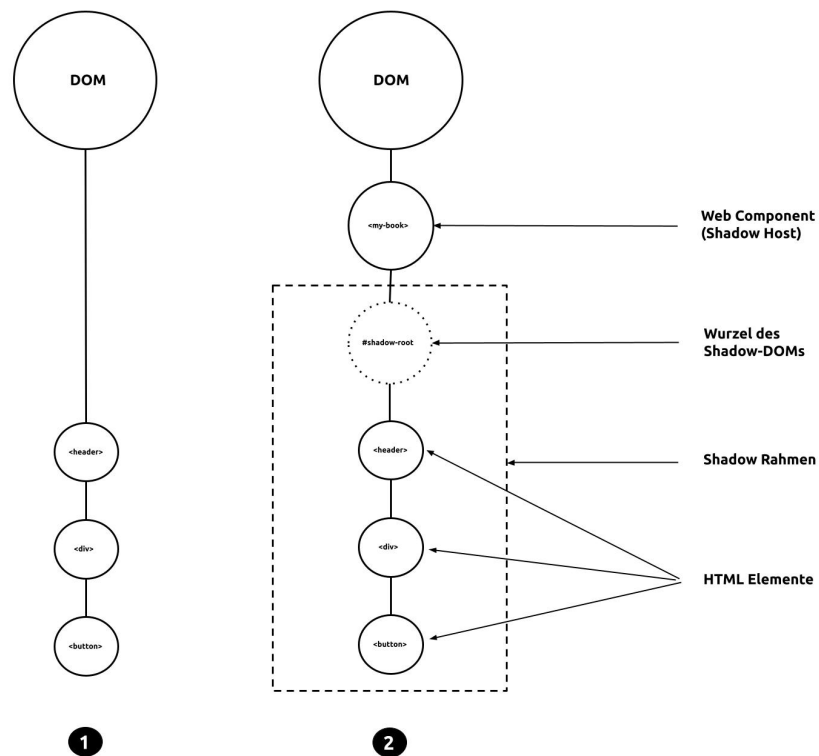 DOM
DOM
<my-book>
Web Component
(Shadow Host)
#shadow-root
Wurzel des
Shadow-DOMs
<header>
<header>
Shadow Rahmen
<div>
<div>
HTML Elemente
<button>
<button>
1
2